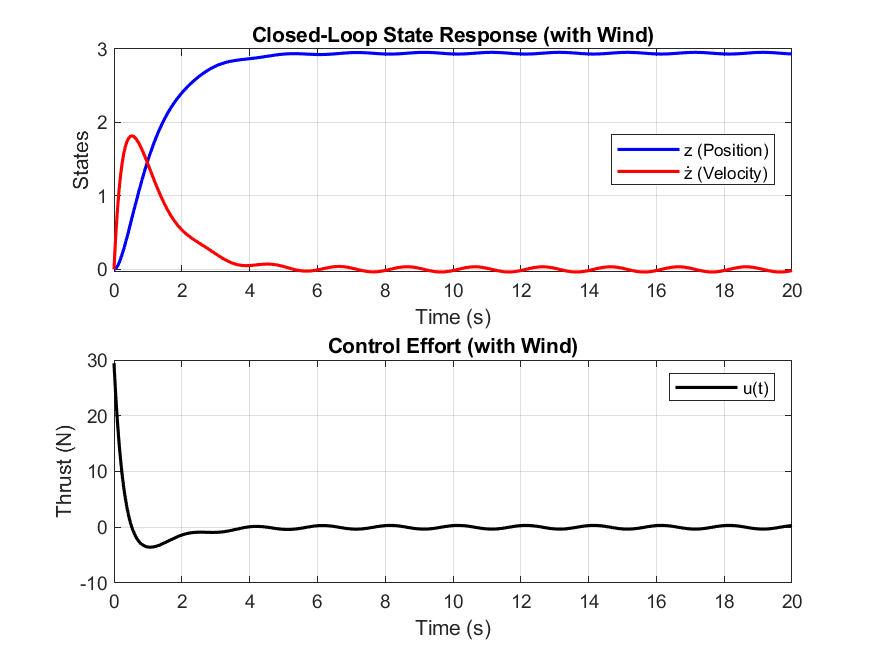 Closed-Loop State Response (with Wind)
3
2
1
0
States
z (Position)
ż (Velocity)
0 2 4 6 8 10 12 14 16 18 20
Time (s)
Control Effort (with Wind)
30
20
10
0
-10
Thrust (N)
u(t)
0 2 4 6 8 10 12 14 16 18 20
Time (s)